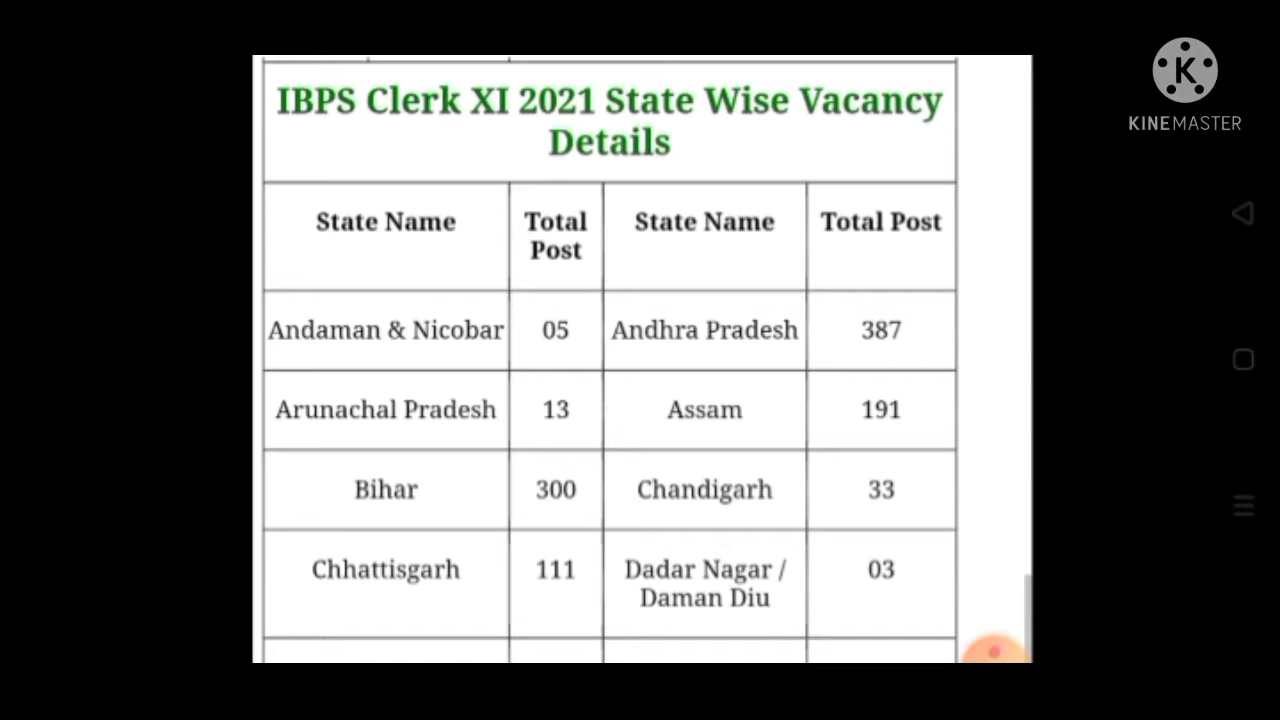 IBPS Clerk XI 2021 State Wise Vacancy
Details
State Name Total Post State Name Total Post
Andaman & Nicobar 05 Andhra Pradesh 387
Arunachal Pradesh 13 Assam 191
Bihar 300 Chandigarh 33
Chhattisgarh 111 Dadar Nagar / Daman Diu 03
K
KINEMASTER